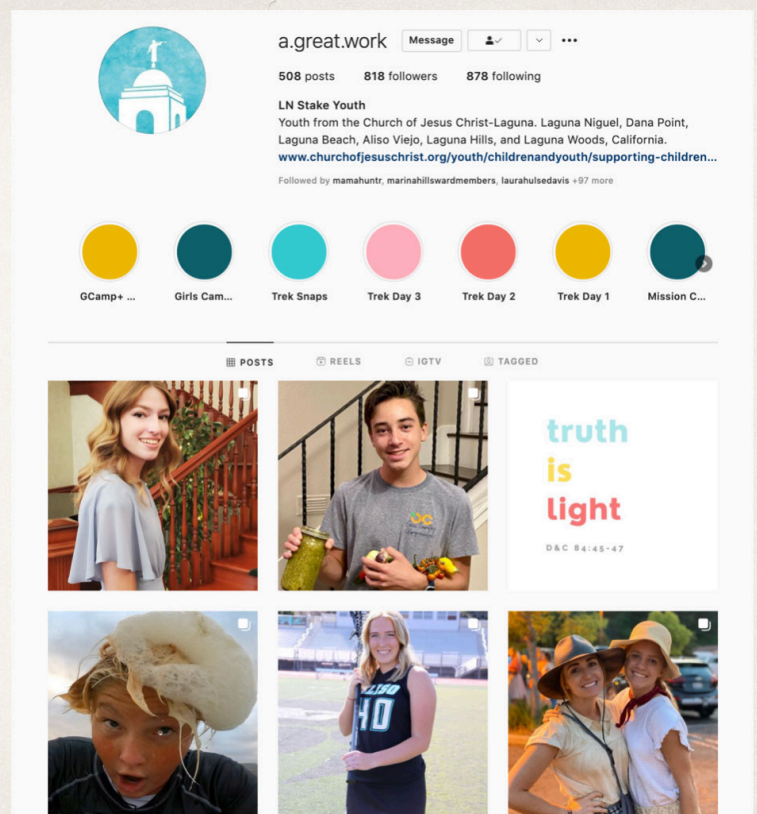 a.great.work Message
508 posts 818 followers 878 following
LN Stake Youth
Youth from the Church of Jesus Christ-Laguna. Laguna Niguel, Dana Point,
Laguna Beach, Aliso Viejo, Laguna Hills, and Laguna Woods, California.
www.churchofjesuschrist.org/youth/childrenandyouth/supporting-children...
Followed by mamahuntr, marinahillswardmembers, laurahulsedavis +97 more
GCamp+ ... Girls Cam... Trek Snaps Trek Day 3 Trek Day 2 Trek Day 1 Mission C...
POSTS REELS IGTV TAGGED
OC
truth
is
light
D&C 84:45-47
ALISO
40